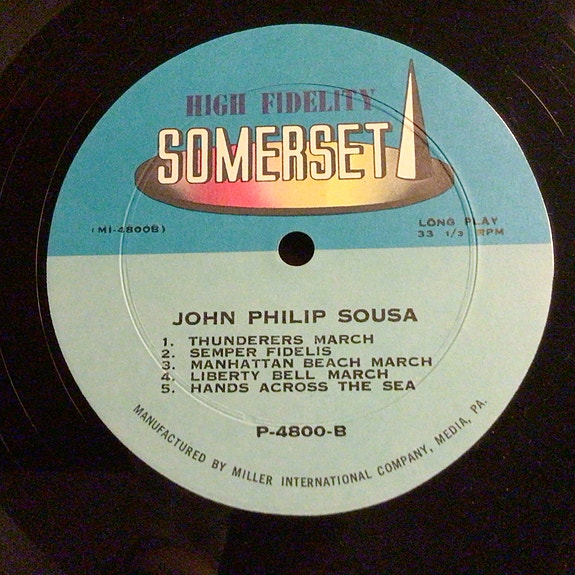 HIGH FIDELITY
SOMERSET
(MI-4800B)
LONG PLAY
33 1/3 RPM
JOHN PHILIP SOUSA
1. THUNDERERS MARCH
2. SEMPER FIDELIS
3. MANHATTAN BEACH MARCH
4. LIBERTY BELL MARCH
5. HANDS ACROSS THE SEA
P-4800-B
MANUFACTURED BY MILLER INTERNATIONAL COMPANY, MEDIA, PA.